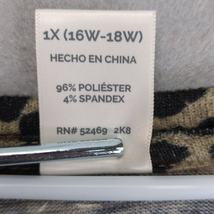 1X (16W-18W)
HECHO EN CHINA
96% POLIÉSTER
4% SPANDEX
RN# 52469 2K8